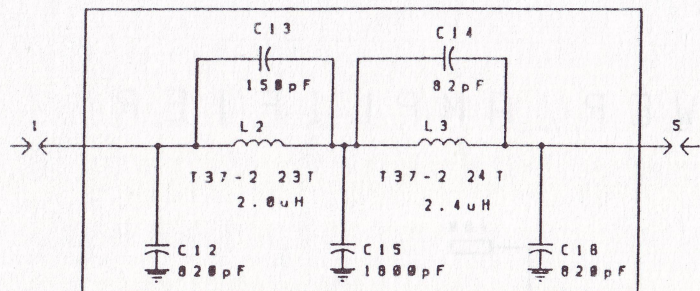 C13
150pF
C14
82pF
1
L2
L3
5
T37-2 23T
T37-2 24T
2.0uH
2.4uH
C12
820pF
C15
1800pF
C18
820pF